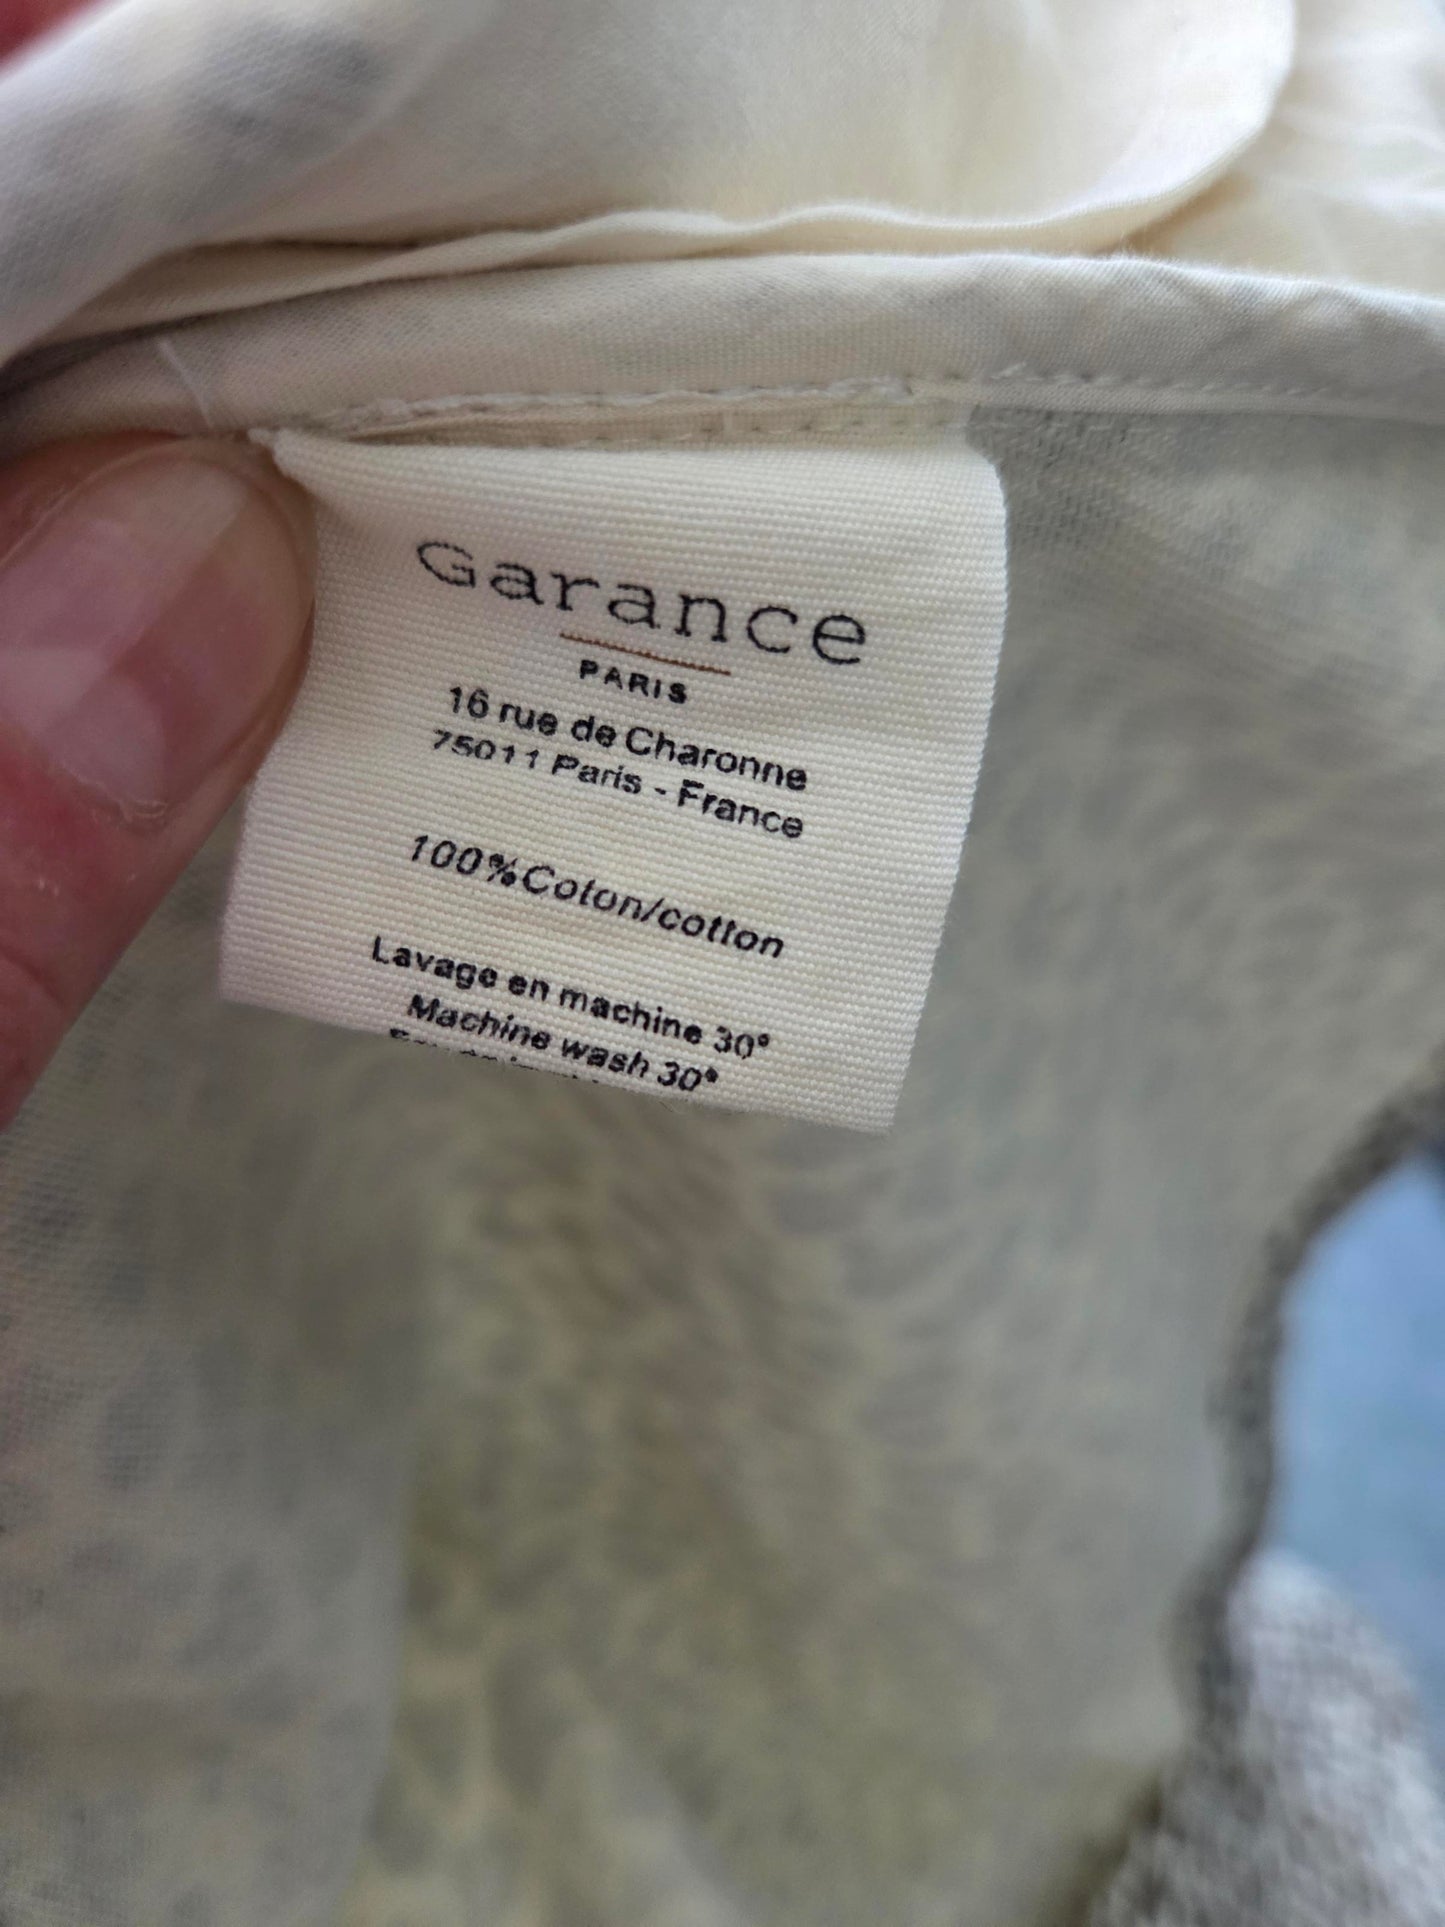 Garance
PARIS
16 rue de Charonne
75011 Paris - France
100%Coton/cotton
Lavage en machine 30°
Machine wash 30°